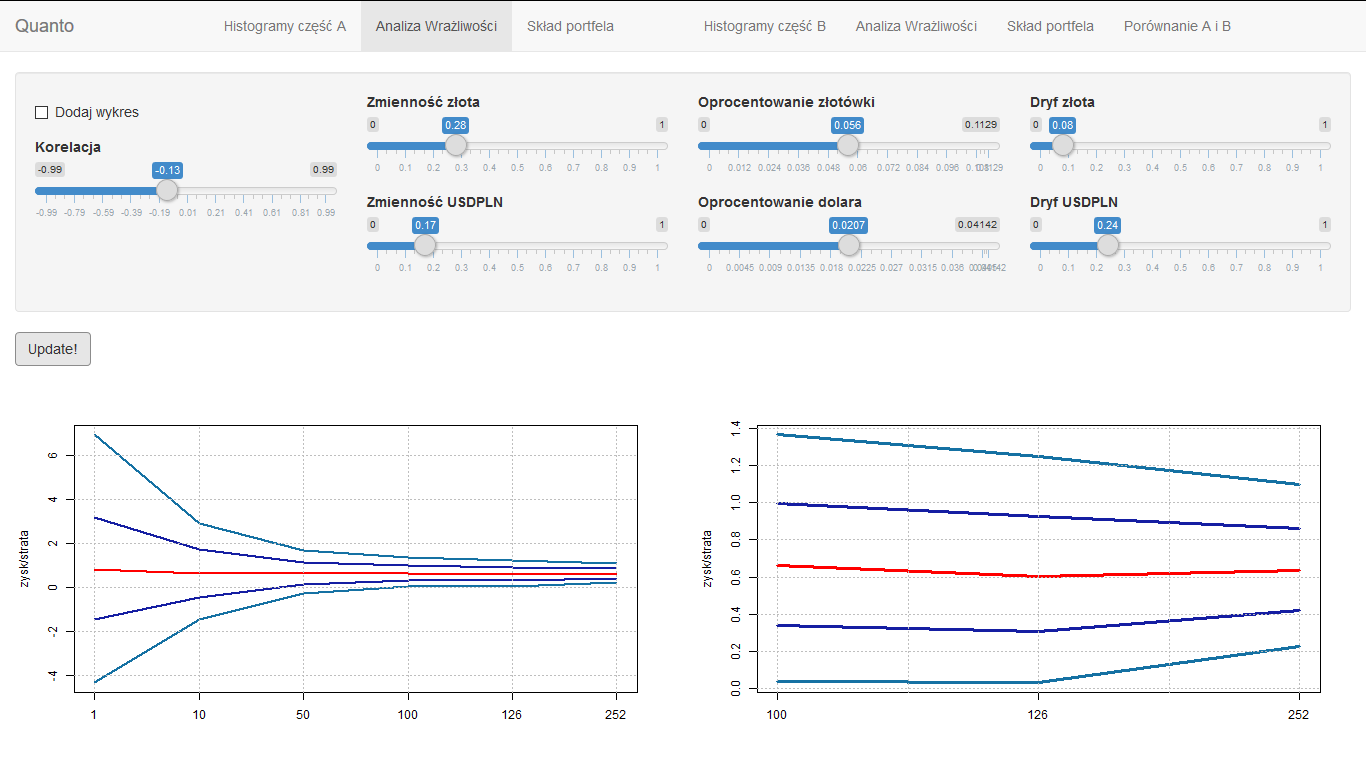 Quanto Histogramy część A Analiza Wrażliwości Skład portfela Histogramy część B Analiza Wrażliwości Skład portfela Porównanie A i B
Dodaj wykres
Korelacja
-0.99 -0.13 0.99
-0.99 -0.79 -0.59 -0.39 -0.19 0.01 0.21 0.41 0.61 0.81 0.99
Zmienność złota
0 0.28 1
0 0.1 0.2 0.3 0.4 0.5 0.6 0.7 0.8 0.9 1
Zmienność USDPLN
0 0.17 1
0 0.1 0.2 0.3 0.4 0.5 0.6 0.7 0.8 0.9 1
Oprocentowanie złotówki
0 0.056 0.1129
0 0.012 0.024 0.036 0.048 0.06 0.072 0.084 0.096
Oprocentowanie dolara
0 0.0207 0.04142
0 0.0045 0.009 0.0135 0.018 0.0225 0.027 0.0315 0.036
Dryf złota
0 0.08 1
0 0.1 0.2 0.3 0.4 0.5 0.6 0.7 0.8 0.9 1
Dryf USDPLN
0 0.24 1
0 0.1 0.2 0.3 0.4 0.5 0.6 0.7 0.8 0.9 1
Update!
zysk/strata
6
4
2
0
-2
-4
1 10 50 100 126 252
zysk/strata
1.4
1.2
1.0
0.8
0.6
0.4
0.2
0.0
100 126 252